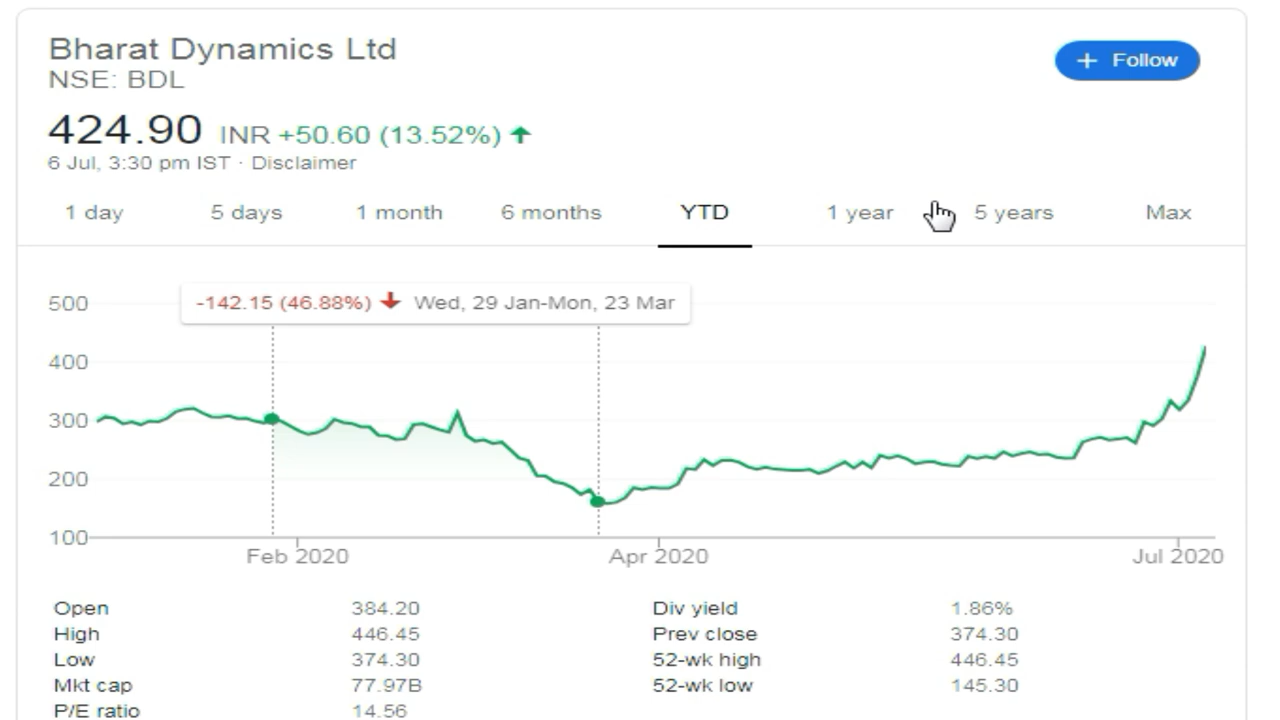 Bharat Dynamics Ltd
+ Follow
NSE: BDL
424.90 INR +50.60 (13.52%)
6 Jul, 3:30 pm IST · Disclaimer
1 day 5 days 1 month 6 months YTD 1 year 5 years Max
-142.15 (46.88%) Wed, 29 Jan-Mon, 23 Mar
500
400
300
200
100
Feb 2020 Apr 2020 Jul 2020
Open 384.20 Div yield 1.86%
High 446.45 Prev close 374.30
Low 374.30 52-wk high 446.45
Mkt cap 77.97B 52-wk low 145.30
P/E ratio 14.56